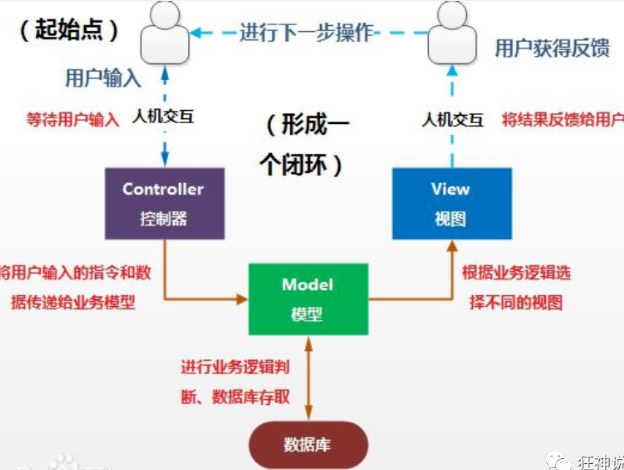 （起始点）
进行下一步操作
用户输入
用户获得反馈
等待用户输入
人机交互
（形成一
个闭环）
人机交互
将结果反馈给用户
Controller
控制器
View
视图
将用户输入的指令和数
据传递给业务模型
Model
模型
根据业务逻辑选
择不同的视图
进行业务逻辑判
断、数据库存取
数据库
狂神说